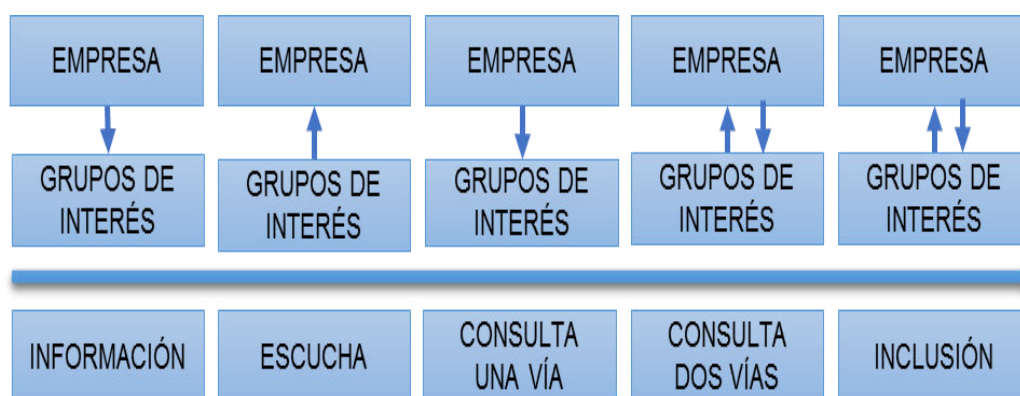 EMPRESA
EMPRESA
EMPRESA
EMPRESA
EMPRESA
GRUPOS DE
INTERÉS
GRUPOS DE
INTERÉS
GRUPOS DE
INTERÉS
GRUPOS DE
INTERÉS
GRUPOS DE
INTERÉS
INFORMACIÓN
ESCUCHA
CONSULTA
UNA VÍA
CONSULTA
DOS VÍAS
INCLUSIÓN